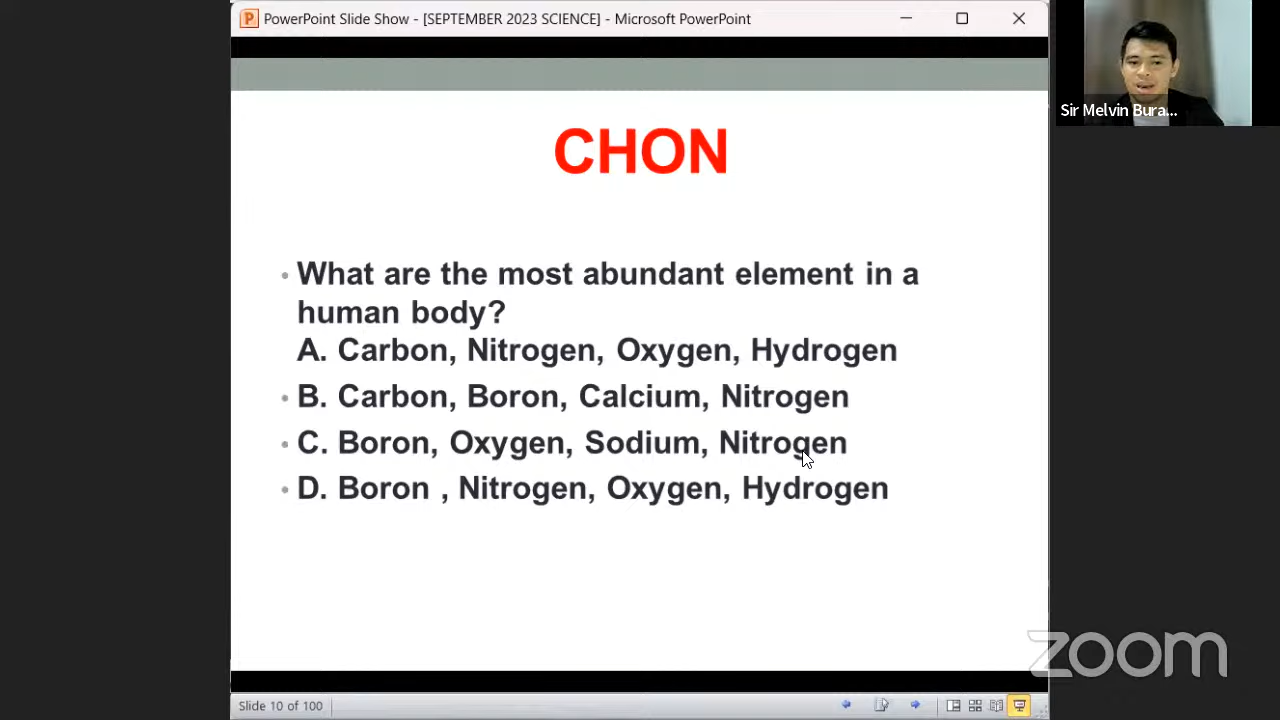 PowerPoint Slide Show - [SEPTEMBER 2023 SCIENCE] - Microsoft PowerPoint
Sir Melvin Bura...
CHON
• What are the most abundant element in a
human body?
A. Carbon, Nitrogen, Oxygen, Hydrogen
• B. Carbon, Boron, Calcium, Nitrogen
• C. Boron, Oxygen, Sodium, Nitrogen
• D. Boron , Nitrogen, Oxygen, Hydrogen
zoom
Slide 10 of 100